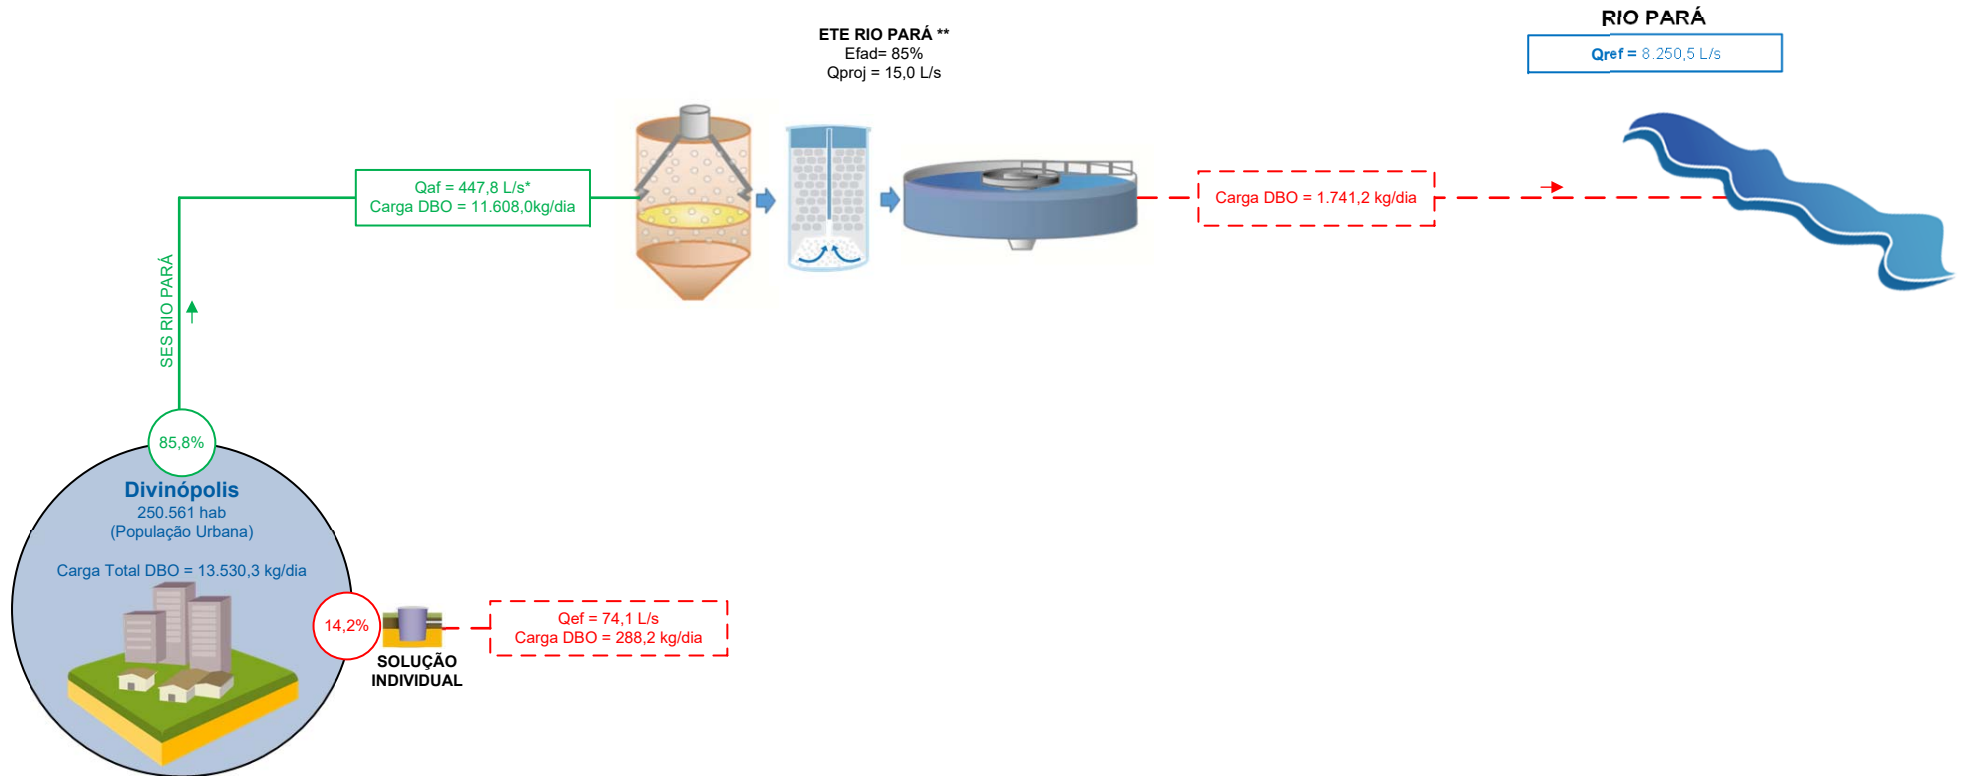 RIO PARÁ
Qref = 8.250,5 L/s
ETE RIO PARÁ **
Efad= 85%
Qproj = 15,0 L/s
Qaf = 447,8 L/s*
Carga DBO = 11.608,0kg/dia
Carga DBO = 1.741,2 kg/dia
SES RIO PARÁ
85,8%
Divinópolis
250.561 hab
(População Urbana)
Carga Total DBO = 13.530,3 kg/dia
14,2%
SOLUÇÃO
INDIVIDUAL
Qef = 74,1 L/s
Carga DBO = 288,2 kg/dia